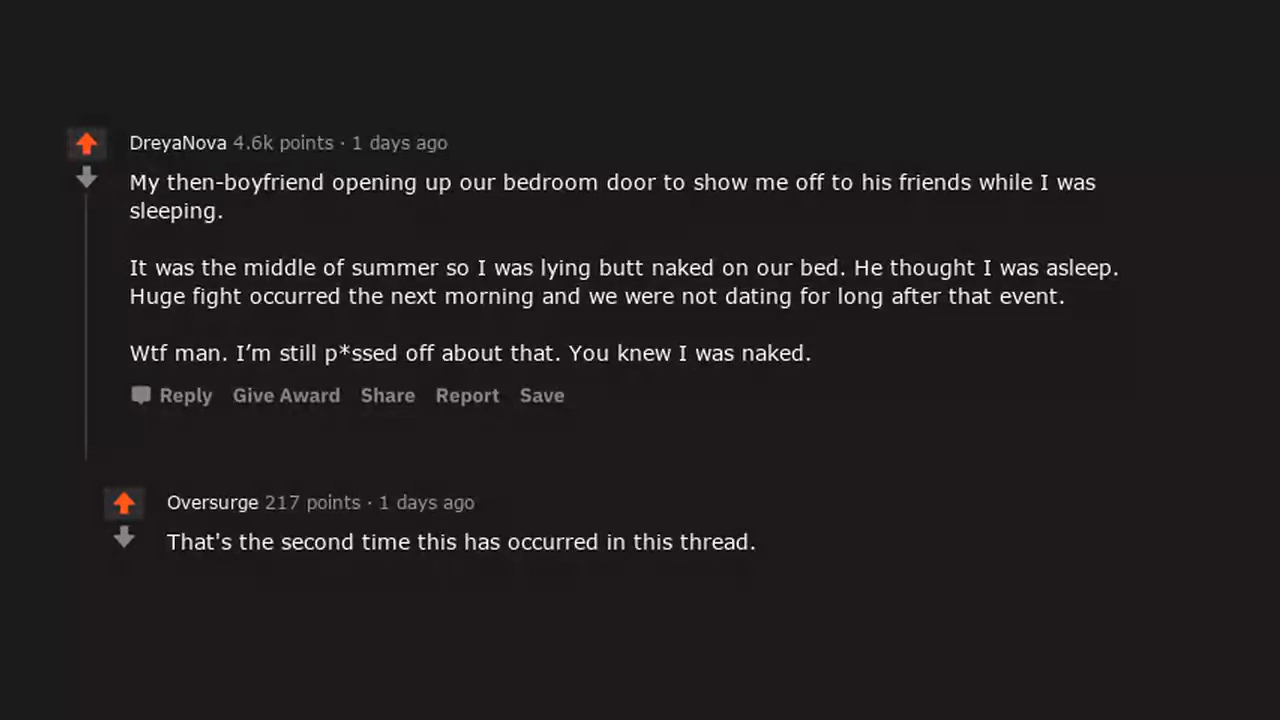 DreyaNova 4.6k points · 1 days ago
My then-boyfriend opening up our bedroom door to show me off to his friends while I was
sleeping.
It was the middle of summer so I was lying butt naked on our bed. He thought I was asleep.
Huge fight occurred the next morning and we were not dating for long after that event.
Wtf man. I’m still p*ssed off about that. You knew I was naked.
Reply Give Award Share Report Save
Oversurge 217 points · 1 days ago
That's the second time this has occurred in this thread.